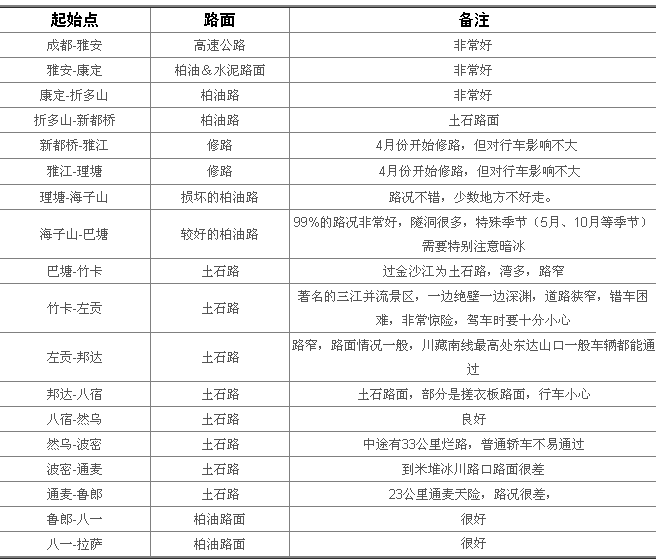 起始点 路面 备注
成都-雅安 高速公路 非常好
雅安-康定 柏油＆水泥路面 非常好
康定-折多山 柏油路 非常好
折多山-新都桥 柏油路 土石路面
新都桥-雅江 修路 4月份开始修路，但对行车影响不大
雅江-理塘 修路 4月份开始修路，但对行车影响不大
理塘-海子山 损坏的柏油路 路况不错，少数地方不好走。
海子山-巴塘 较好的柏油路 99%的路况非常好，隧洞很多，特殊季节（5月、10月等季节）
需要特别注意暗冰
巴塘-竹卡 土石路 过金沙江为土石路，湾多，路窄
竹卡-左贡 土石路 著名的三江并流景区，一边绝壁一边深渊，道路狭窄，错车困
难，非常惊险，驾车时要十分小心
左贡-邦达 土石路 路窄，路面情况一般，川藏南线最高处东达山口一般车辆都能通
过
邦达-八宿 土石路 土石路面，部分是搓衣板路面，行车小心
八宿-然乌 土石路 良好
然乌-波密 土石路 中途有33公里烂路，普通轿车不易通过
波密-通麦 土石路 到米堆冰川路口路面很差
通麦-鲁郎 土石路 23公里通麦天险，路况很差，
鲁郎-八一 柏油路面 很好
八一-拉萨 柏油路面 很好